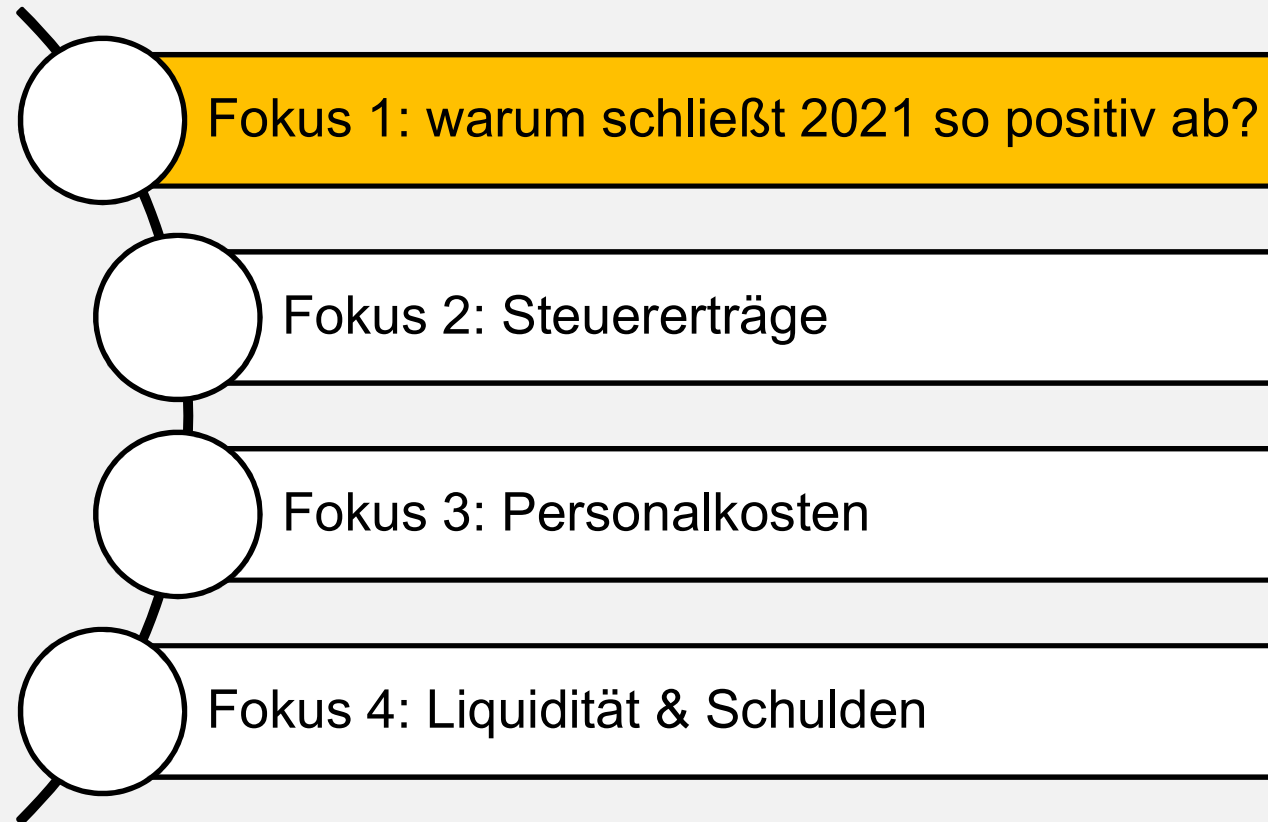 Fokus 1: warum schließt 2021 so positiv ab?
Fokus 2: Steuererträge
Fokus 3: Personalkosten
Fokus 4: Liquidität & Schulden